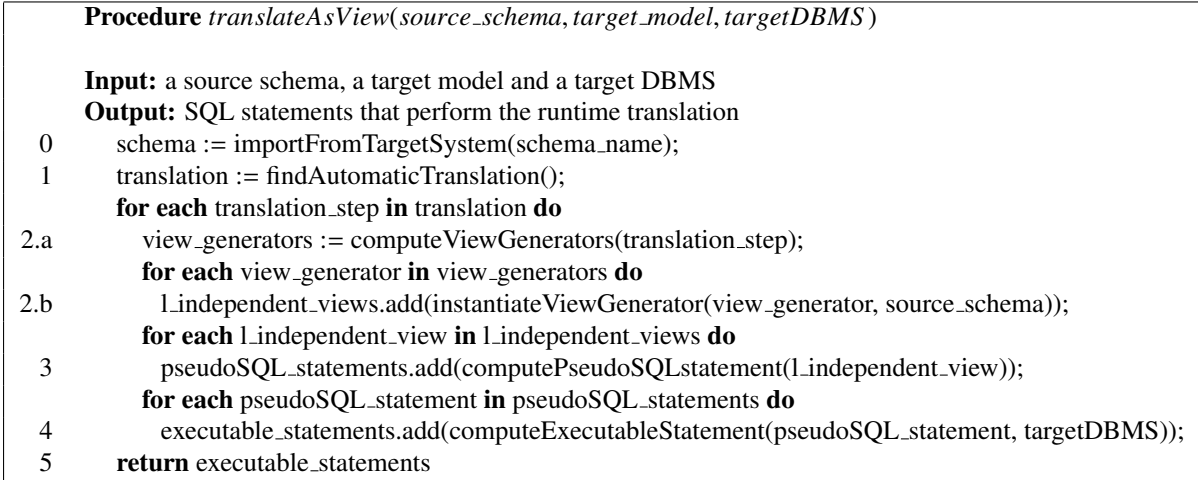 Procedure translateAsView(source_schema, target_model, targetDBMS)
Input: a source schema, a target model and a target DBMS
Output: SQL statements that perform the runtime translation
0 schema := importFromTargetSystem(schema_name);
1 translation := findAutomaticTranslation();
for each translation_step in translation do
2.a view_generators := computeViewGenerators(translation_step);
for each view_generator in view_generators do
2.b l_independent_views.add(instantiateViewGenerator(view_generator, source_schema));
for each l_independent_view in l_independent_views do
3 pseudoSQL_statements.add(computePseudoSQLstatement(l_independent_view));
for each pseudoSQL_statement in pseudoSQL_statements do
4 executable_statements.add(computeExecutableStatement(pseudoSQL_statement, targetDBMS));
5 return executable_statements